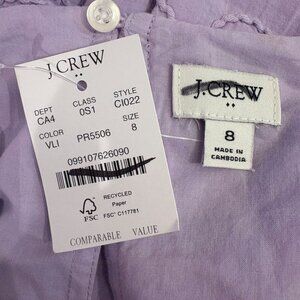 J.CREW
DEPT CLASS STYLE
CA4 0S1 CI022
COLOR SIZE
VLI PR5506 8
099107626090
RECYCLED
Paper
FSC FSC® C117781
COMPARABLE VALUE
J.CREW
8
MADE IN
CAMBODIA